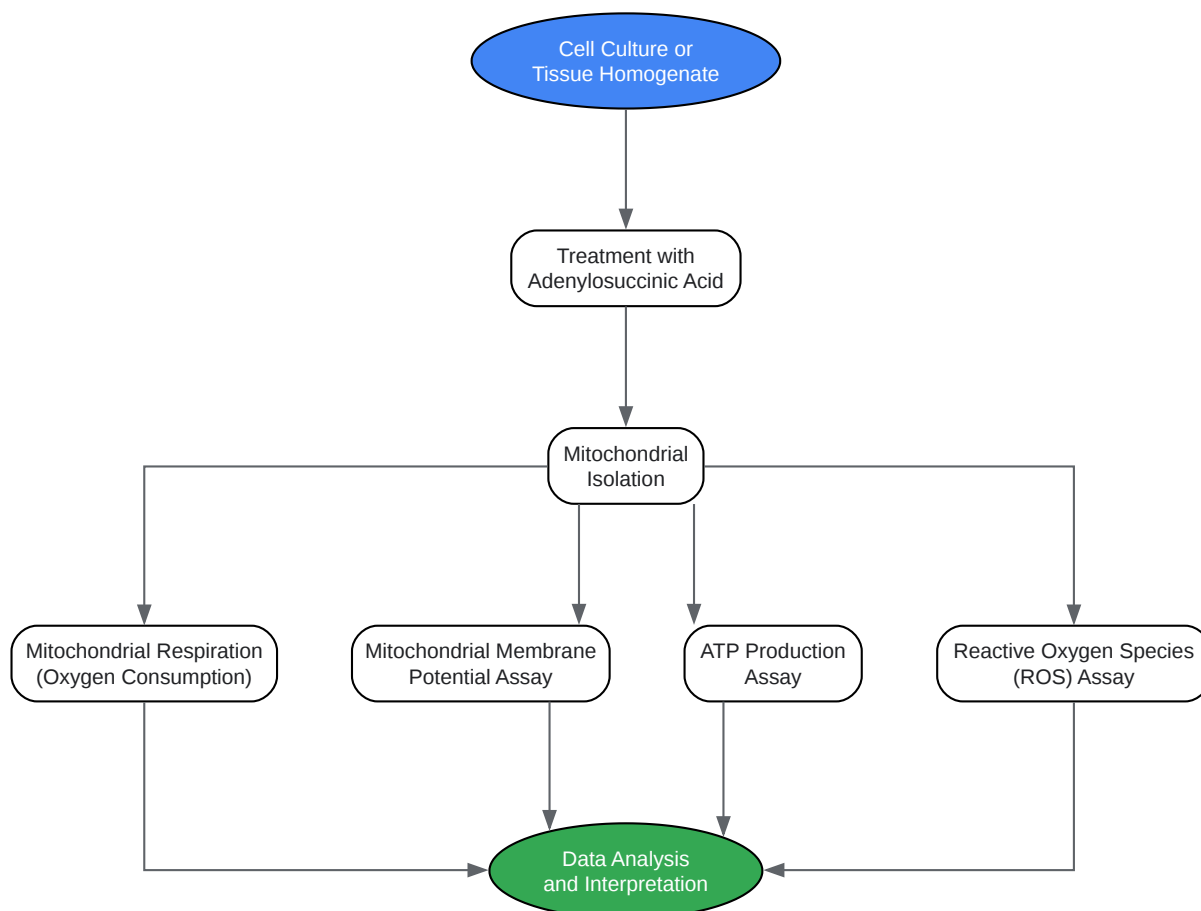 Cell Culture or
Tissue Homogenate
Treatment with
Adenylosuccinic Acid
Mitochondrial
Isolation
Mitochondrial Respiration
(Oxygen Consumption)
Mitochondrial Membrane
Potential Assay
ATP Production
Assay
Reactive Oxygen Species
(ROS) Assay
Data Analysis
and Interpretation